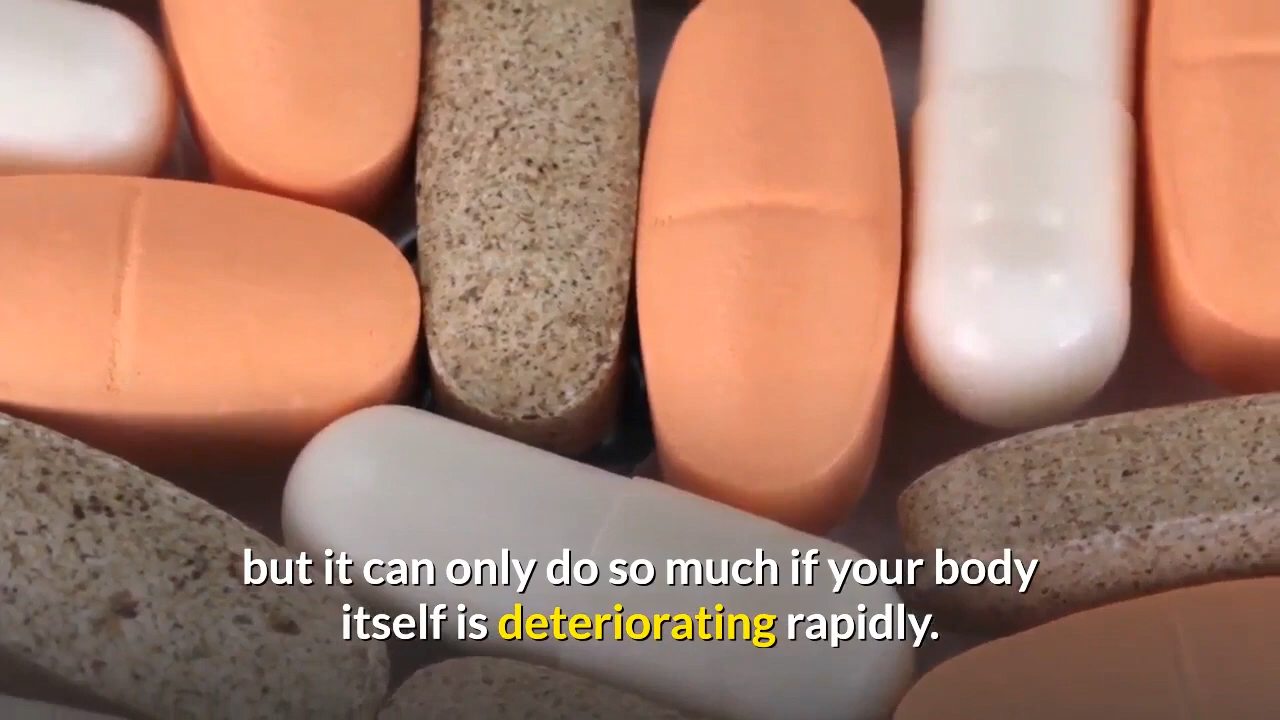 but it can only do so much if your body
itself is deteriorating rapidly.